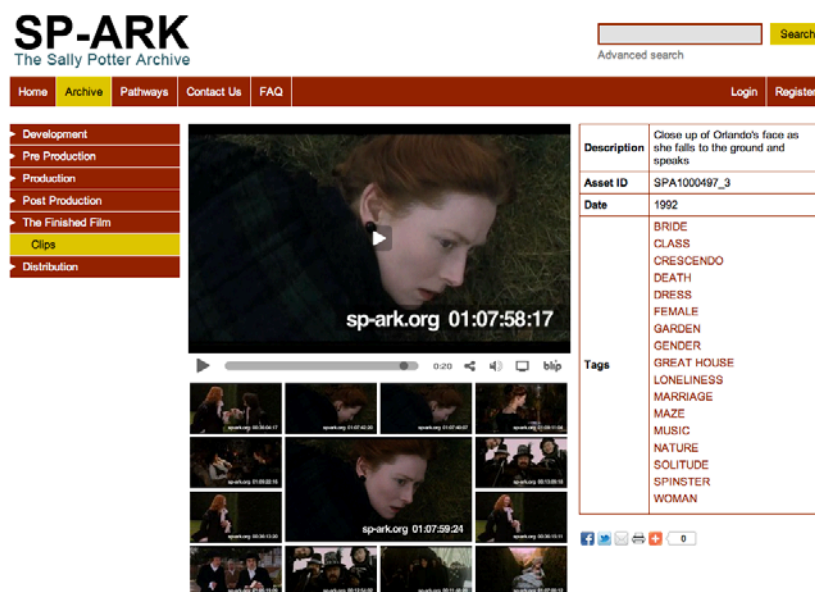 SP-ARK
The Sally Potter Archive
Search
Advanced search
Home Archive Pathways Contact Us FAQ Login Register
Development
Pre Production
Production
Post Production
The Finished Film
Clips
Distribution
sp-ark.org 01:07:58:17
0:20 blip
sp-ark.org 01:07:59:24
Description Close up of Orlando's face as
she falls to the ground and
speaks
Asset ID SPA1000497_3
Date 1992
Tags
BRIDE
CLASS
CRESCENDO
DEATH
DRESS
FEMALE
GARDEN
GENDER
GREAT HOUSE
LONELINESS
MARRIAGE
MAZE
MUSIC
NATURE
SOLITUDE
SPINSTER
WOMAN
0